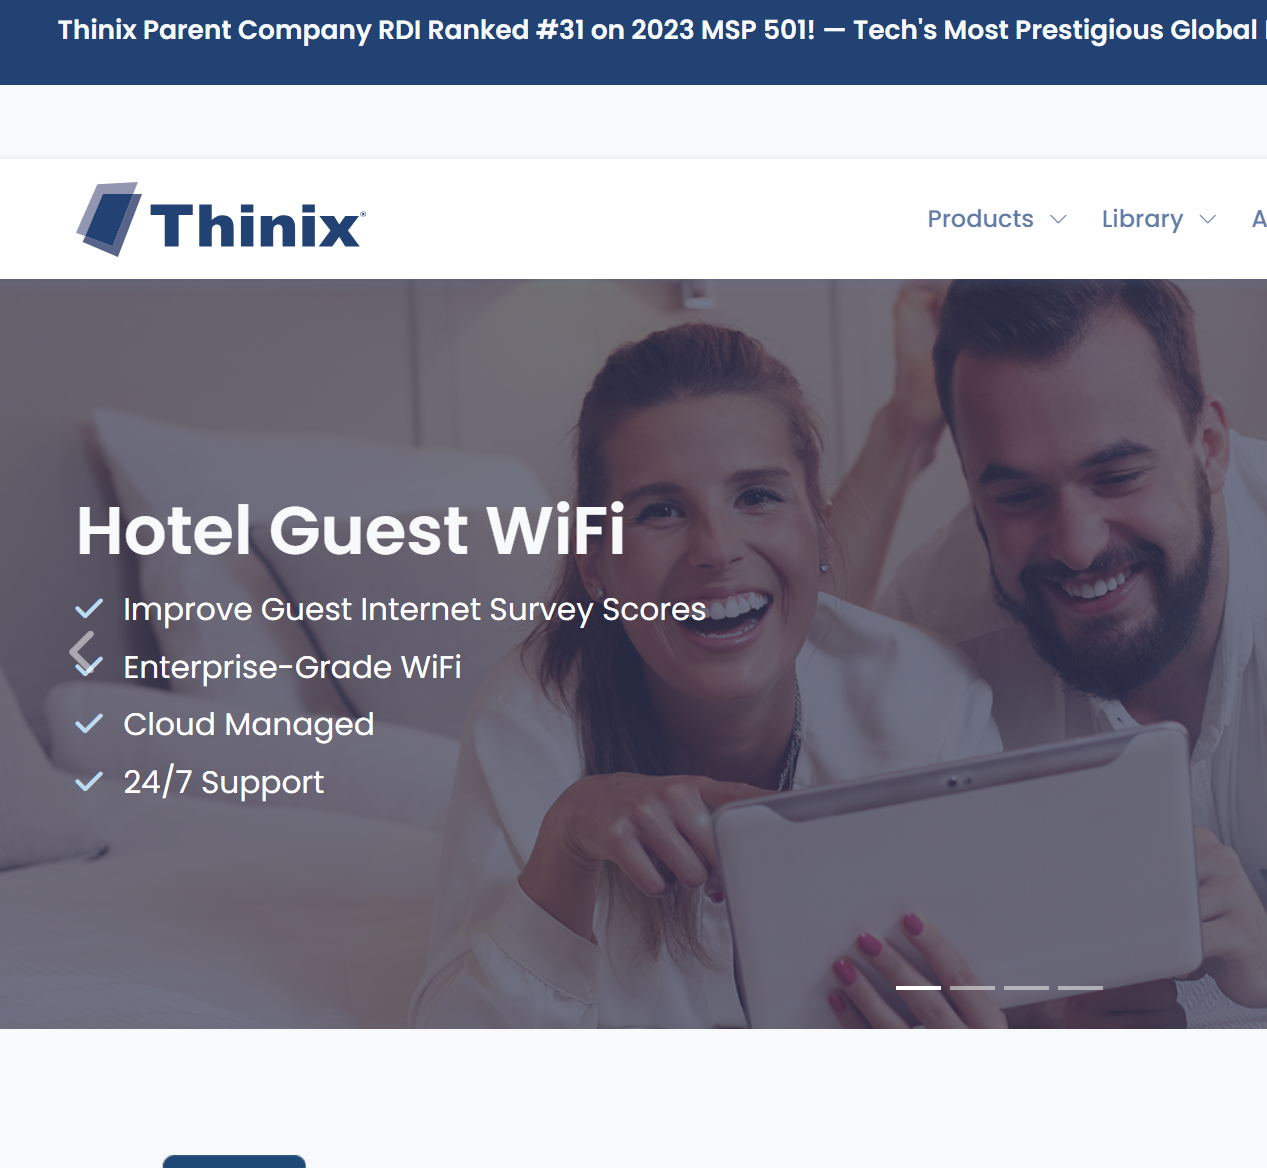 Thinix Parent Company RDI Ranked #31 on 2023 MSP 501! — Tech's Most Prestigious Global
Thinix®
Products
Library
Hotel Guest WiFi
Improve Guest Internet Survey Scores
Enterprise-Grade WiFi
Cloud Managed
24/7 Support